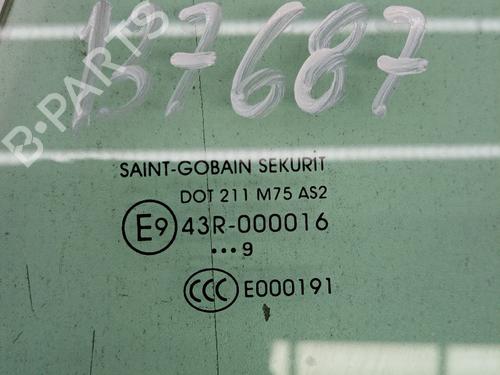 B-PARTS
137687
SAINT-GOBAIN SEKURIT
DOT 211 M75 AS2
E9 43R-000016
•••9
CCC E000191